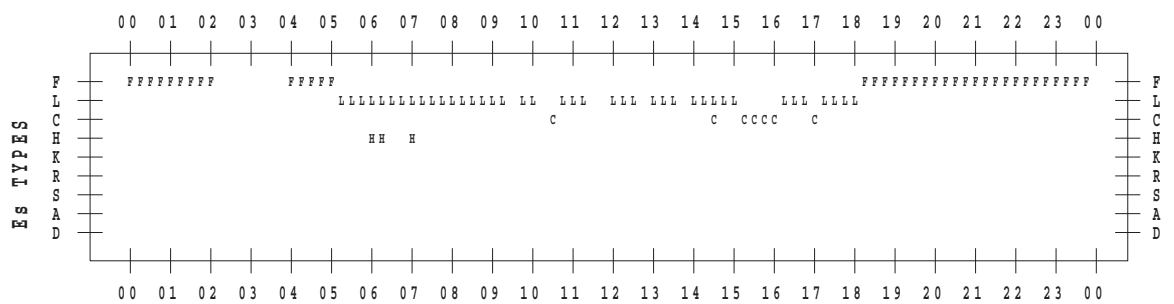 00 01 02 03 04 05 06 07 08 09 10 11 12 13 14 15 16 17 18 19 20 21 22 23 00
F FFFFFFFFF FFFFF FFFFFFFFFFFFFFFFFFFFFFF F
L LLLLLLLLLLLLLLLLL LL LLL LLL LLL LLLLL LLL LLLL L
C C C CCCC C C
H HH H H
K K
R R
S S
A A
D D
Es TYPES
00 01 02 03 04 05 06 07 08 09 10 11 12 13 14 15 16 17 18 19 20 21 22 23 00